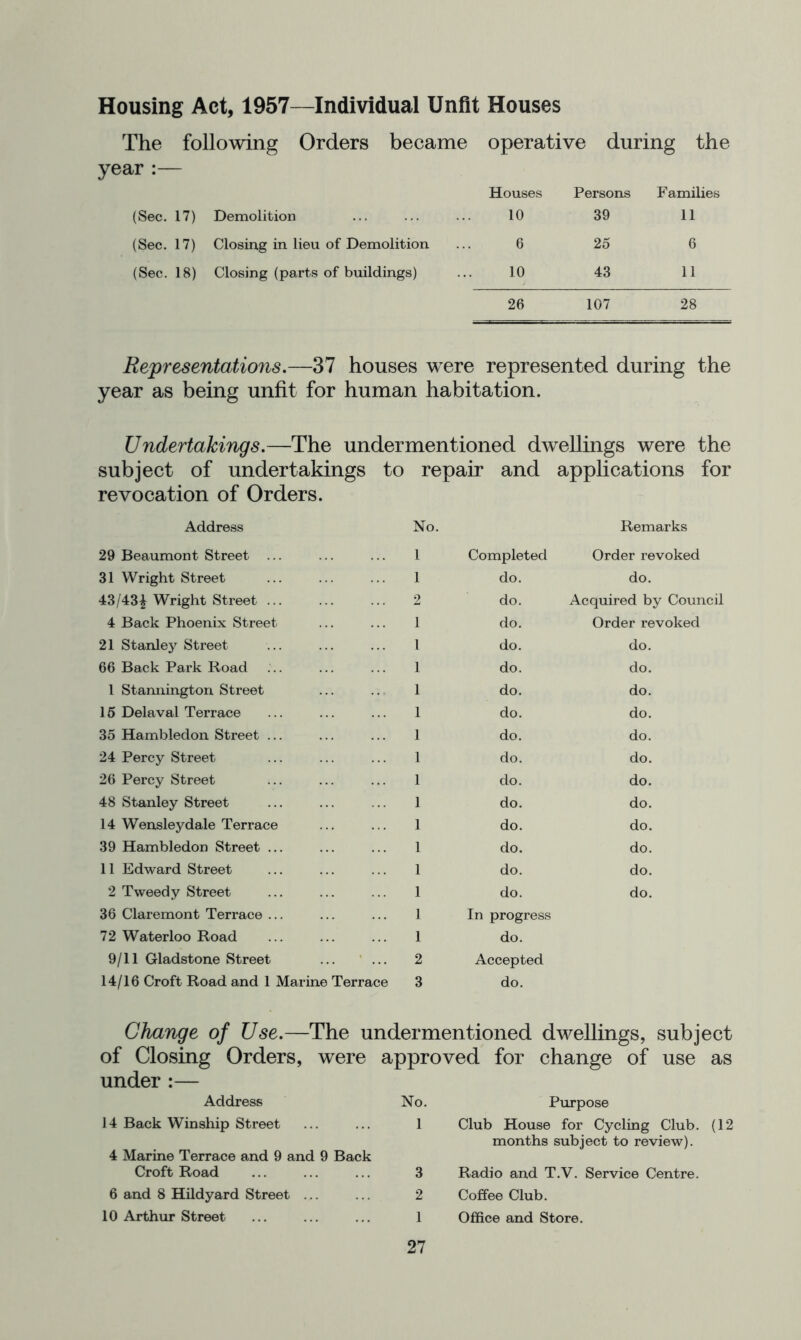 Housing Act, 1957—Individual Unfit Houses
The following Orders became operative during the
year :—
Houses Persons Families
(Sec. 17) Demolition ... ... ... 10 39 11
(Sec. 17) Closing in lieu of Demolition ... 6 25 6
(Sec. 18) Closing (parts of buildings) ... 10 43 11
26 107 28
Representations.—37 houses were represented during the
year as being unfit for human habitation.
Undertakings.—The undermentioned dwellings were the
subject of undertakings to repair and applications for
revocation of Orders.
Address No. Remarks
29 Beaumont Street ... ... ... 1 Completed Order revoked
31 Wright Street ... ... ... 1 do. do.
43/43½ Wright Street ... ... ... 2 do. Acquired by Council
4 Back Phoenix Street ... ... 1 do. Order revoked
21 Stanley Street ... ... ... 1 do. do.
66 Back Park Road ... ... ... 1 do. do.
1 Stannington Street ... ... 1 do. do.
15 Delaval Terrace ... ... ... 1 do. do.
35 Hambledon Street ... ... ... 1 do. do.
24 Percy Street ... ... ... 1 do. do.
26 Percy Street ... ... ... 1 do. do.
48 Stanley Street ... ... ... 1 do. do.
14 Wensleydale Terrace ... ... 1 do. do.
39 Hambledon Street ... ... ... 1 do. do.
11 Edward Street ... ... ... 1 do. do.
2 Tweedy Street ... ... ... 1 do. do.
36 Claremont Terrace ... ... ... 1 In progress
72 Waterloo Road ... ... ... 1 do.
9/11 Gladstone Street ... ... 2 Accepted
14/16 Croft Road and 1 Marine Terrace 3 do.
Change of Use.—The undermentioned dwellings, subject
of Closing Orders, were approved for change of use as
under :—
Address No. Purpose
14 Back Winship Street ... ... 1 Club House for Cycling Club. (12
months subject to review).
4 Marine Terrace and 9 and 9 Back
Croft Road ... ... ... 3 Radio and T.V. Service Centre.
6 and 8 Hildyard Street ... ... 2 Coffee Club.
10 Arthur Street ... ... ... 1 Office and Store.
27